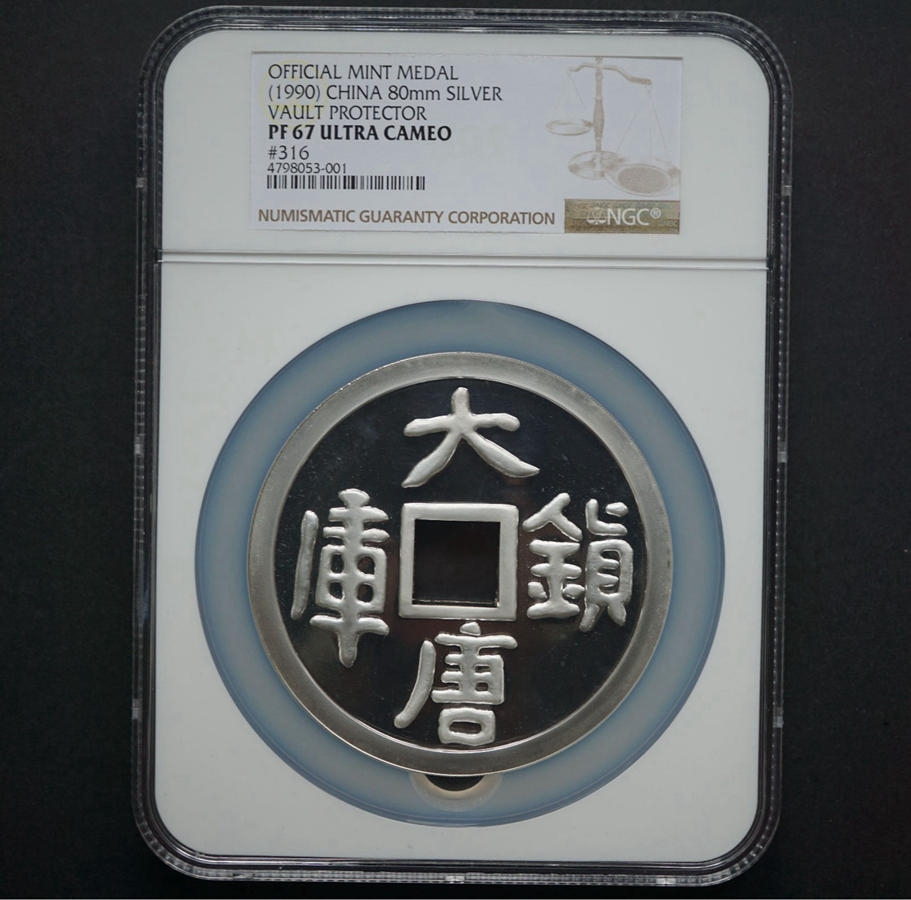 OFFICIAL MINT MEDAL
(1990) CHINA 80mm SILVER
VAULT PROTECTOR
PF 67 ULTRA CAMEO
#316
4798053-001
NUMISMATIC GUARANTY CORPORATION
NGC®
大
庫 鎮
唐